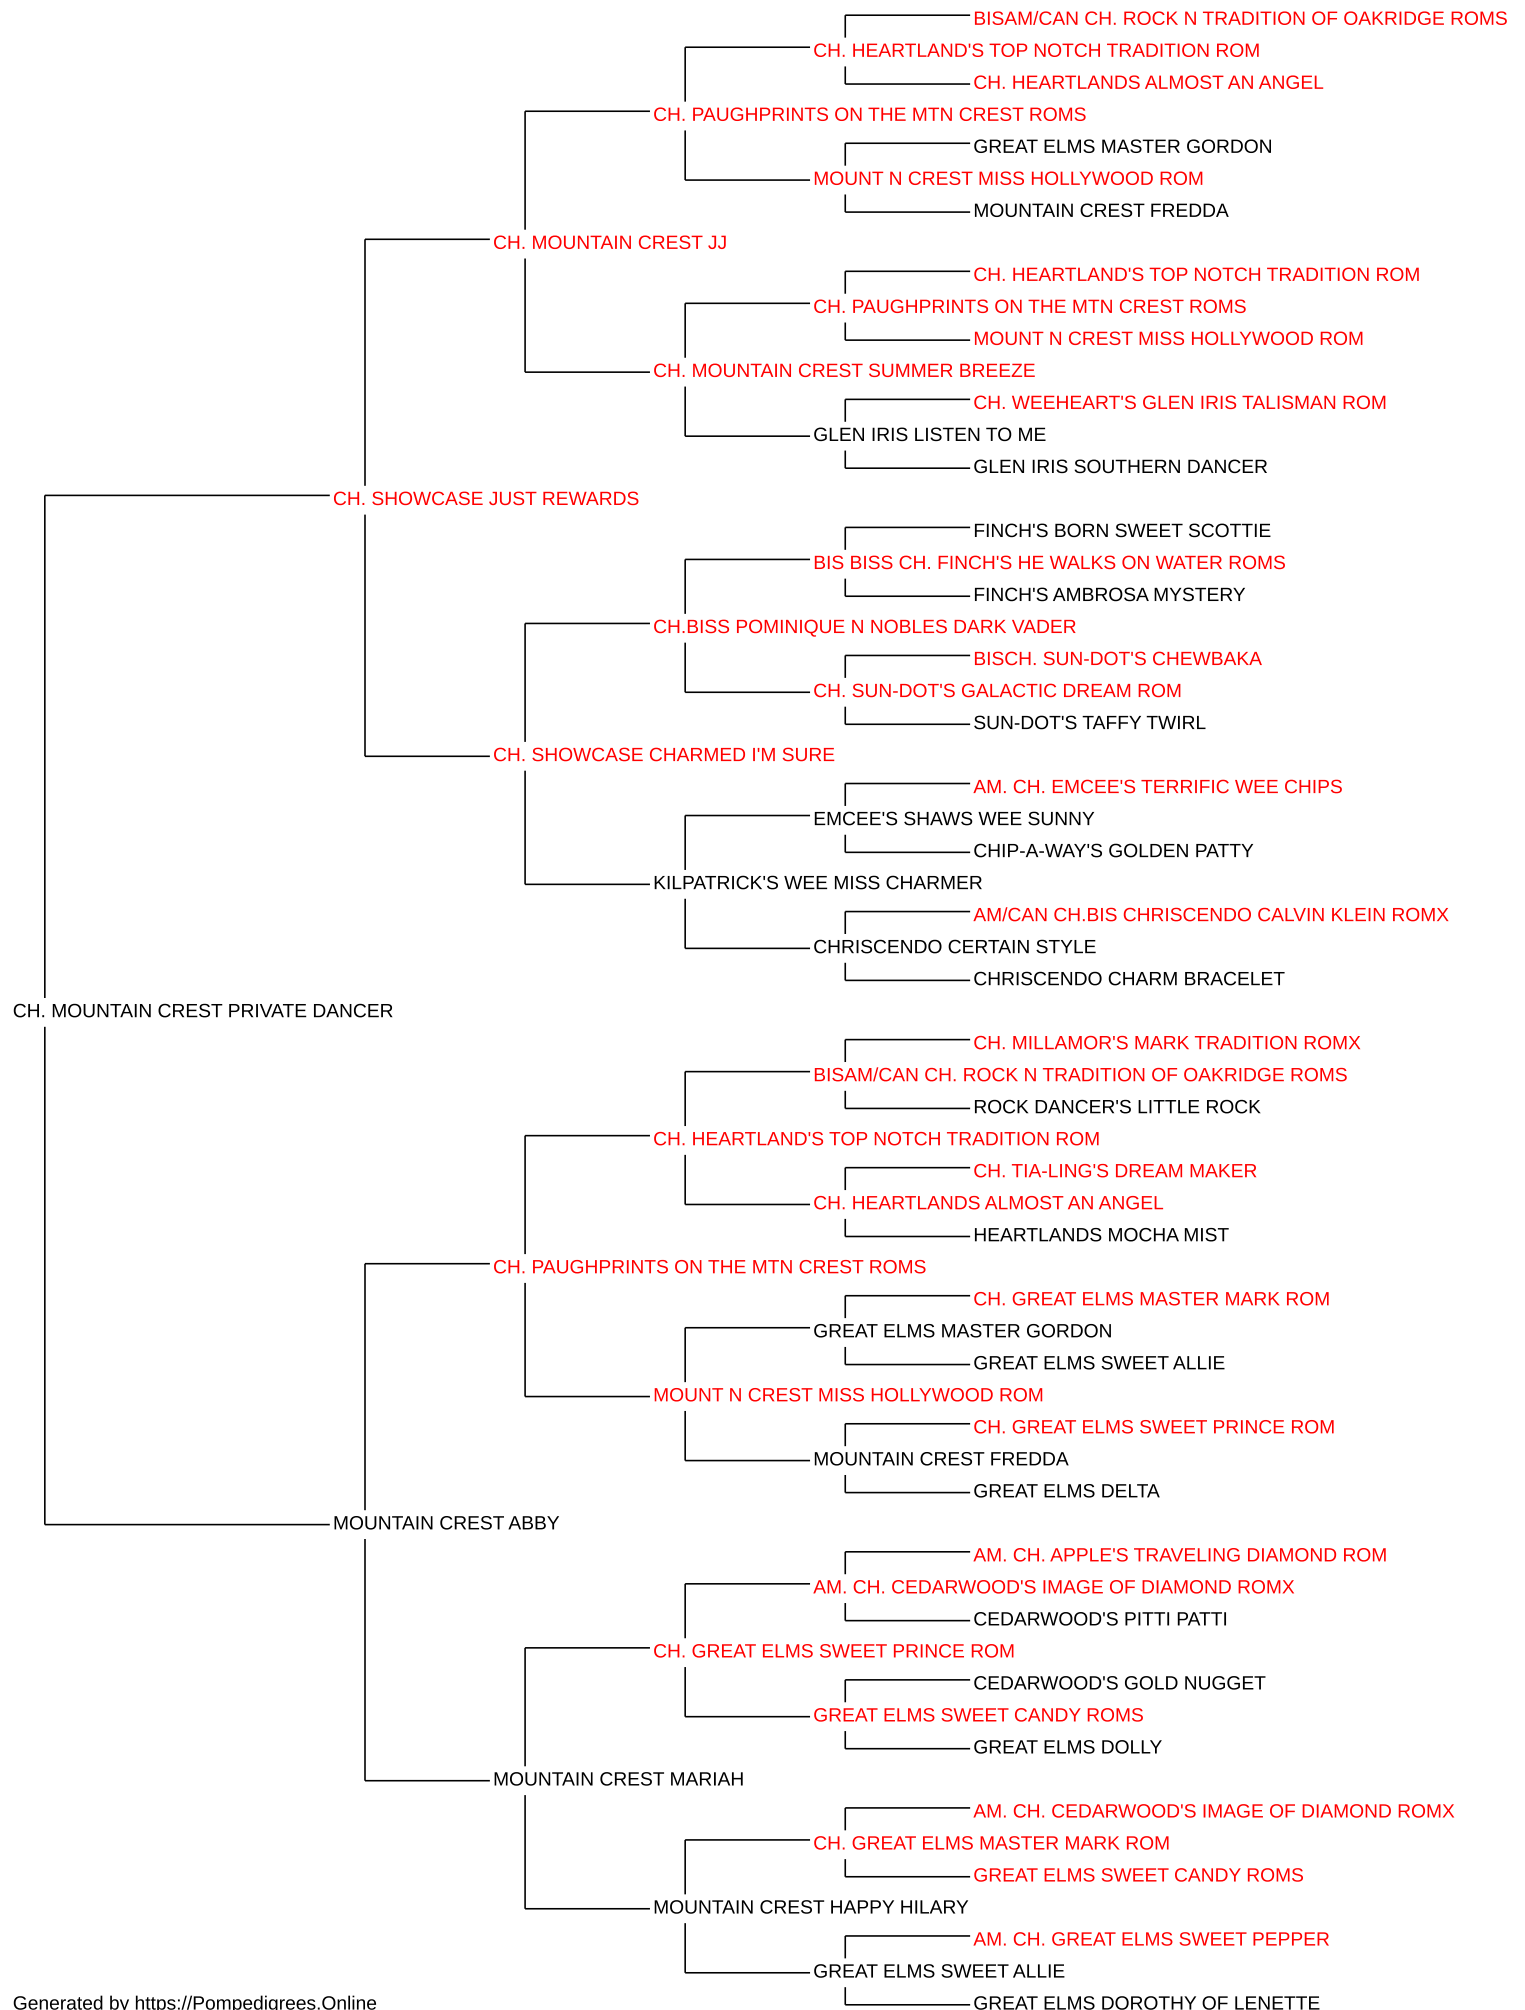 BISAM/CAN CH. ROCK N TRADITION OF OAKRIDGE ROMS
CH. HEARTLAND'S TOP NOTCH TRADITION ROM
CH. HEARTLANDS ALMOST AN ANGEL
CH. PAUGHPRINTS ON THE MTN CREST ROMS
GREAT ELMS MASTER GORDON
MOUNT N CREST MISS HOLLYWOOD ROM
MOUNTAIN CREST FREDDA
CH. MOUNTAIN CREST JJ
CH. HEARTLAND'S TOP NOTCH TRADITION ROM
CH. PAUGHPRINTS ON THE MTN CREST ROMS
MOUNT N CREST MISS HOLLYWOOD ROM
CH. MOUNTAIN CREST SUMMER BREEZE
CH. WEEHEART'S GLEN IRIS TALISMAN ROM
GLEN IRIS LISTEN TO ME
GLEN IRIS SOUTHERN DANCER
CH. SHOWCASE JUST REWARDS
FINCH'S BORN SWEET SCOTTIE
BIS BISS CH. FINCH'S HE WALKS ON WATER ROMS
FINCH'S AMBROSA MYSTERY
CH.BISS POMINIQUE N NOBLES DARK VADER
BISCH. SUN-DOT'S CHEWBAKA
CH. SUN-DOT'S GALACTIC DREAM ROM
SUN-DOT'S TAFFY TWIRL
CH. SHOWCASE CHARMED I'M SURE
AM. CH. EMCEE'S TERRIFIC WEE CHIPS
EMCEE'S SHAWS WEE SUNNY
CHIP-A-WAY'S GOLDEN PATTY
KILPATRICK'S WEE MISS CHARMER
AM/CAN CH.BIS CHRISCENDO CALVIN KLEIN ROMX
CHRISCENDO CERTAIN STYLE
CHRISCENDO CHARM BRACELET
CH. MOUNTAIN CREST PRIVATE DANCER
CH. MILLAMOR'S MARK TRADITION ROMX
BISAM/CAN CH. ROCK N TRADITION OF OAKRIDGE ROMS
ROCK DANCER'S LITTLE ROCK
CH. HEARTLAND'S TOP NOTCH TRADITION ROM
CH. TIA-LING'S DREAM MAKER
CH. HEARTLANDS ALMOST AN ANGEL
HEARTLANDS MOCHA MIST
CH. PAUGHPRINTS ON THE MTN CREST ROMS
CH. GREAT ELMS MASTER MARK ROM
GREAT ELMS MASTER GORDON
GREAT ELMS SWEET ALLIE
MOUNT N CREST MISS HOLLYWOOD ROM
CH. GREAT ELMS SWEET PRINCE ROM
MOUNTAIN CREST FREDDA
GREAT ELMS DELTA
MOUNTAIN CREST ABBY
AM. CH. APPLE'S TRAVELING DIAMOND ROM
AM. CH. CEDARWOOD'S IMAGE OF DIAMOND ROMX
CEDARWOOD'S PITTI PATTI
CH. GREAT ELMS SWEET PRINCE ROM
CEDARWOOD'S GOLD NUGGET
GREAT ELMS SWEET CANDY ROMS
GREAT ELMS DOLLY
MOUNTAIN CREST MARIAH
AM. CH. CEDARWOOD'S IMAGE OF DIAMOND ROMX
CH. GREAT ELMS MASTER MARK ROM
GREAT ELMS SWEET CANDY ROMS
MOUNTAIN CREST HAPPY HILARY
AM. CH. GREAT ELMS SWEET PEPPER
GREAT ELMS SWEET ALLIE
GREAT ELMS DOROTHY OF LENETTE
Generated by https://Pompedigrees.Online